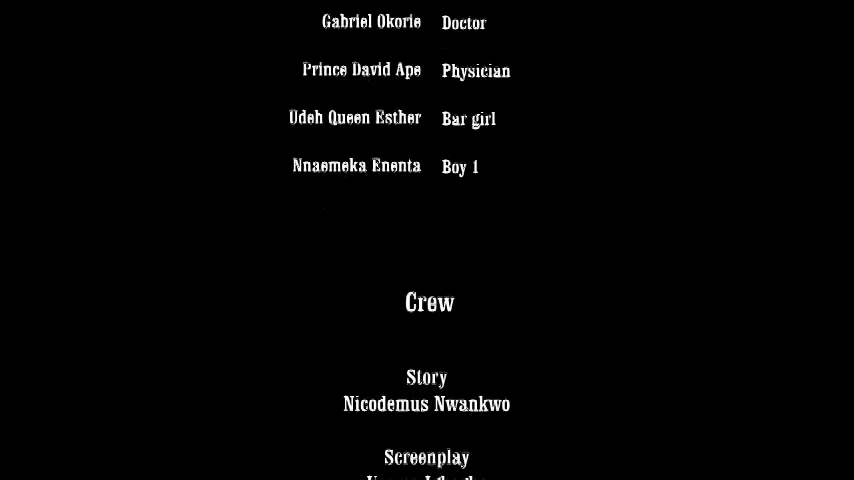 Gabriel Okorie Doctor
Prince David Ape Physician
Udeh Queen Esther Bar girl
Nnaemeka Enenta Boy 1
Crew
Story
Nicodemus Nwankwo
Screenplay